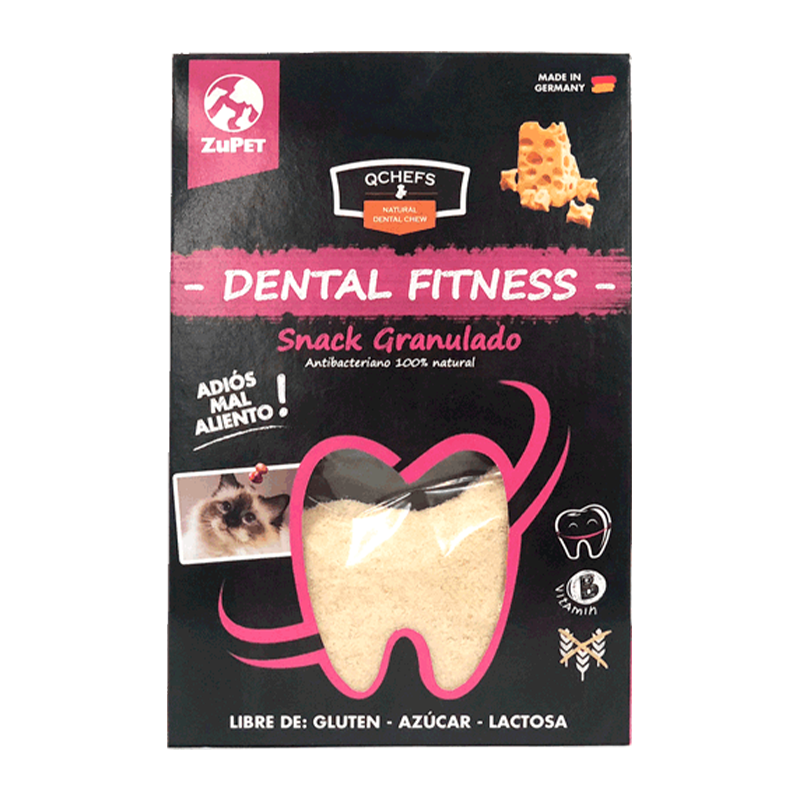 MADE IN
GERMANY
ZuPet
QCHEFS
&
NATURAL
DENTAL CHEW
- DENTAL FITNESS -
Snack Granulado
Antibacteriano 100% natural
ADIÓS
MAL
ALIENTO!
B
VITAMIN
LIBRE DE: GLUTEN - AZÚCAR - LACTOSA